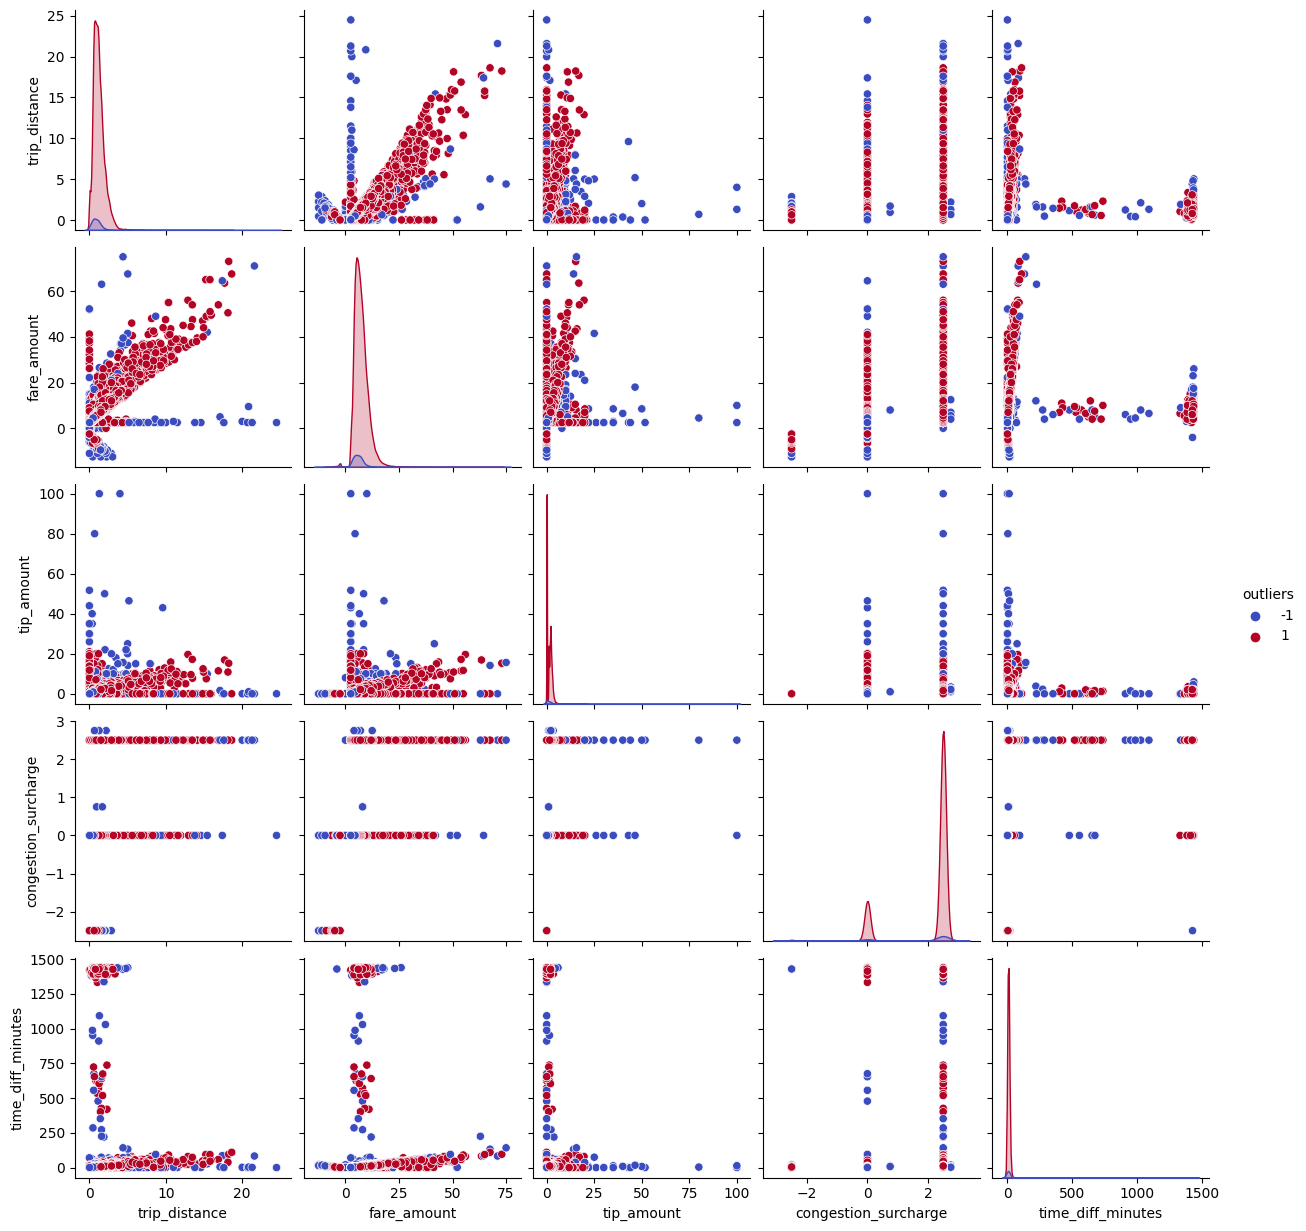 25
20
15
10
5
0
trip_distance
60
40
20
0
fare_amount
100
80
60
40
20
0
tip_amount
outliers
-1
1
3
2
1
0
−1
−2
congestion_surcharge
1500
1250
1000
750
500
250
0
time_diff_minutes
0 10 20
trip_distance
0 25 50 75
fare_amount
0 25 50 75 100
tip_amount
−2 0 2
congestion_surcharge
0 500 1000 1500
time_diff_minutes